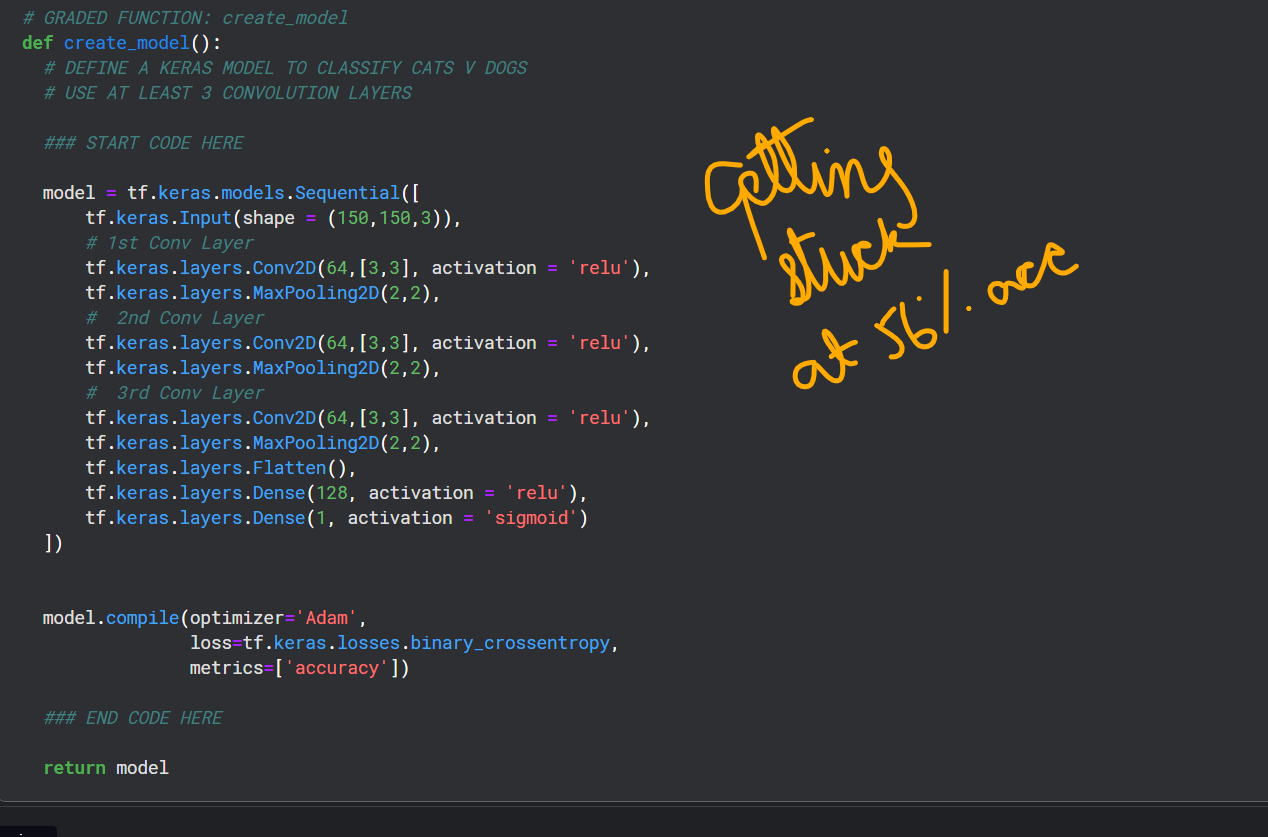 # GRADED FUNCTION: create_model
def create_model():
  # DEFINE A KERAS MODEL TO CLASSIFY CATS V DOGS
  # USE AT LEAST 3 CONVOLUTION LAYERS

  ### START CODE HERE

  model = tf.keras.models.Sequential([
      tf.keras.Input(shape = (150,150,3)),
      # 1st Conv Layer
      tf.keras.layers.Conv2D(64,[3,3], activation = 'relu'),
      tf.keras.layers.MaxPooling2D(2,2),
      #  2nd Conv Layer
      tf.keras.layers.Conv2D(64,[3,3], activation = 'relu'),
      tf.keras.layers.MaxPooling2D(2,2),
      #  3rd Conv Layer
      tf.keras.layers.Conv2D(64,[3,3], activation = 'relu'),
      tf.keras.layers.MaxPooling2D(2,2),
      tf.keras.layers.Flatten(),
      tf.keras.layers.Dense(128, activation = 'relu'),
      tf.keras.layers.Dense(1, activation = 'sigmoid')
  ])

  model.compile(optimizer='Adam',
                loss=tf.keras.losses.binary_crossentropy,
                metrics=['accuracy'])

  ### END CODE HERE

  return model
Getting
stuck
at 56%. acc